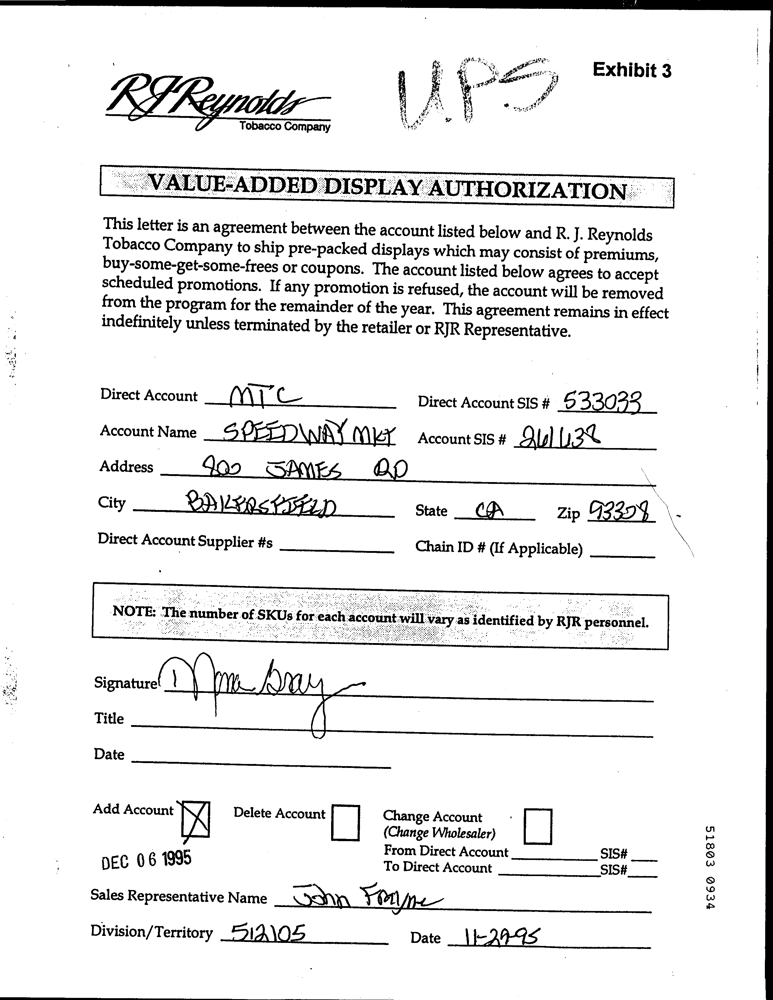 U.P.S
Exhibit 3
RJReynolds
Tobacco Company
VALUE-ADDED DISPLAY AUTHORIZATION
This letter is an agreement between the account listed below and R. J. Reynolds
Tobacco Company to ship pre-packed displays which may consist of premiums,
buy-some-get-some-frees or coupons. The account listed below agrees to accept
scheduled promotions. If any promotion is refused, the account will be removed
from the program for the remainder of the year. This agreement remains in effect
indefinitely unless terminated by the retailer or RJR Representative.
Direct Account MTC Direct Account SIS # 533033
Account Name SPEEDWAY MKT Account SIS #
Address 900 JAMES RD
City BAKERSFIELD State CA Zip 93308
Direct Account Supplier #s Chain ID # (If Applicable)
NOTE: The number of SKUs for each account will vary as identified by RJR personnel.
Signature
Title
Date
Add Account Delete Account Change Account
(Change Wholesaler)
From Direct Account SIS#
To Direct Account SIS#
DEC 06 1995
Sales Representative Name John
Division/Territory 512105 Date
51803 0934